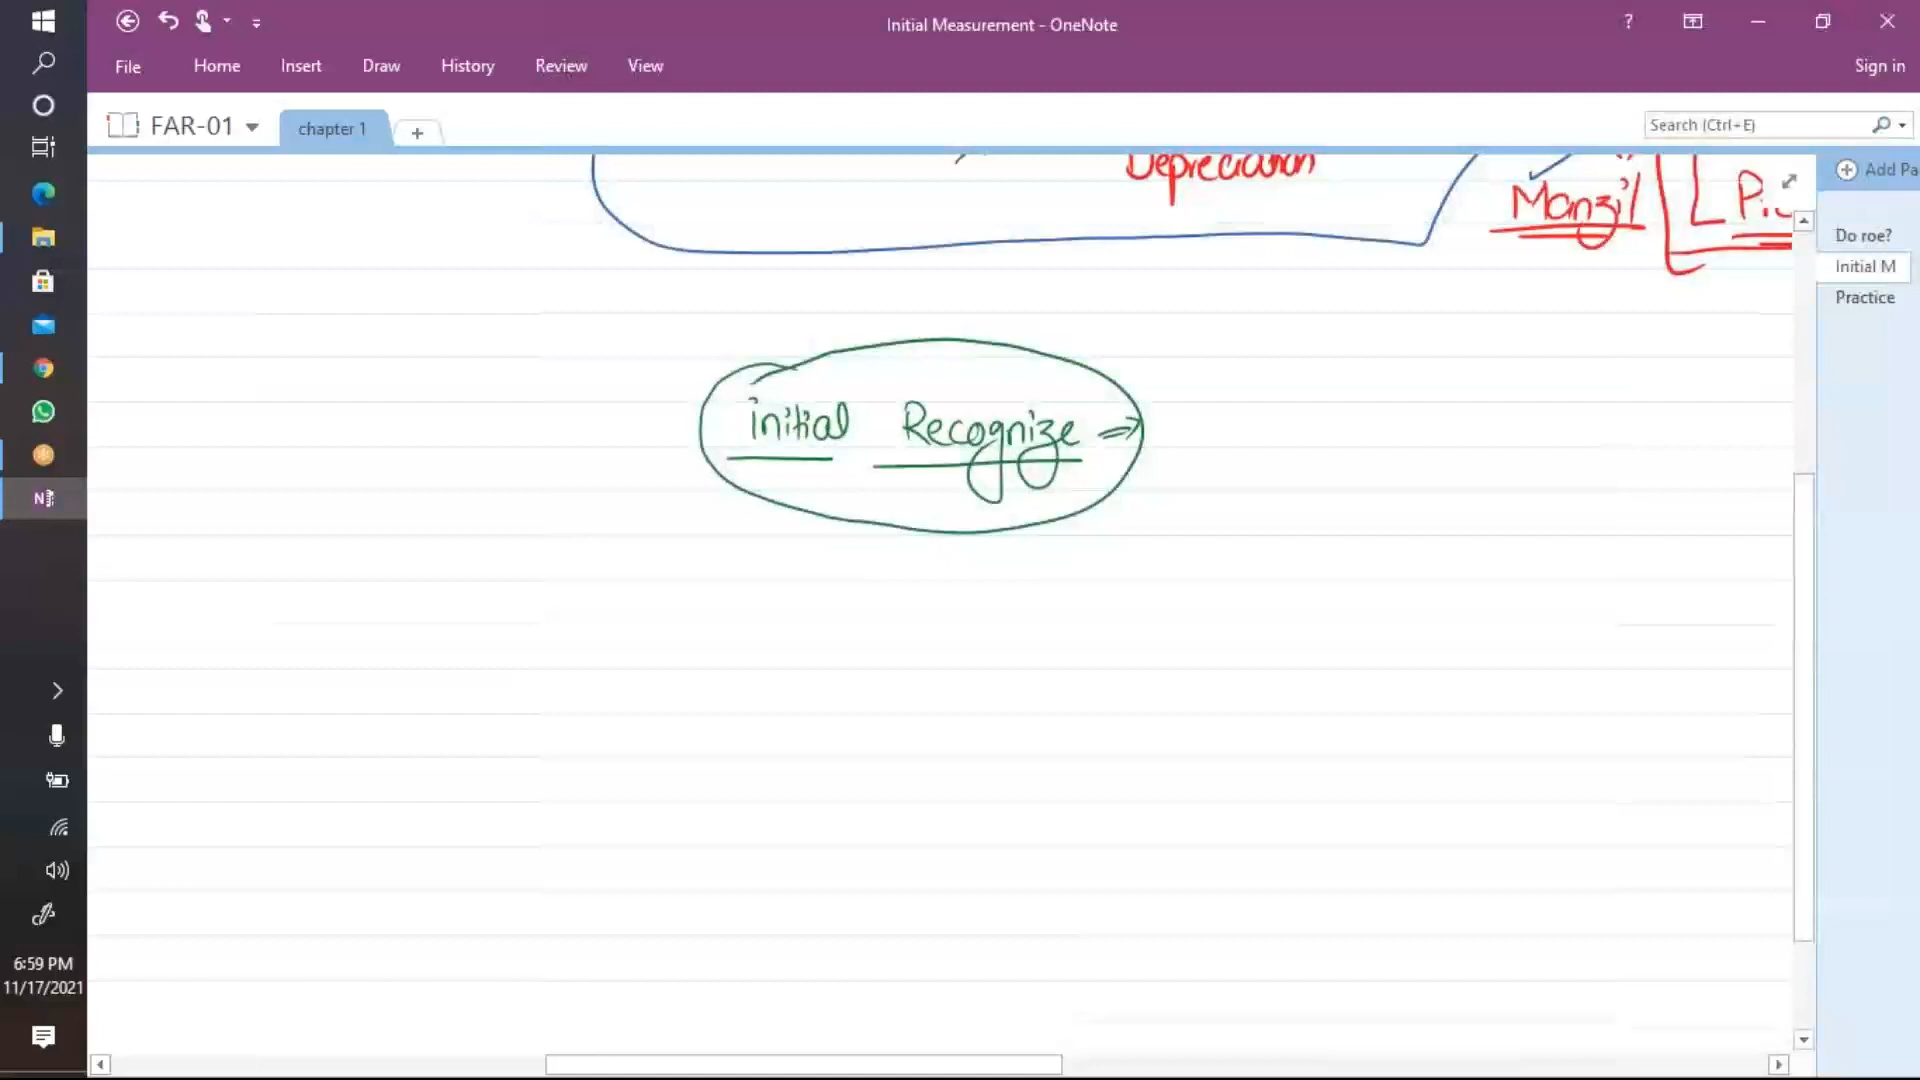 Initial Measurement - OneNote
?
File Home Insert Draw History Review View
Sign in
FAR-01
chapter 1
+
Search (Ctrl+E)
Depreciation
Manzil
Add Pa
Do roe?
Initial M
Practice
initial Recognize ⇒
N
6:59 PM
11/17/2021